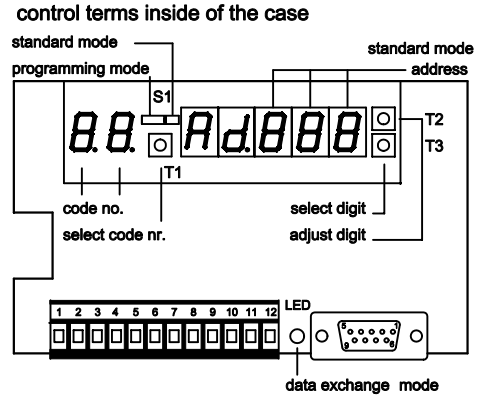 control terms inside of the case
standard mode
standard mode
programming mode
address
S1
8.8. Ad.888
T2
T3
T1
code no.
select digit
select code nr.
adjust digit
LED
1 2 3 4 5 6 7 8 9 10 11 12
5 1
9 6
data exchange mode